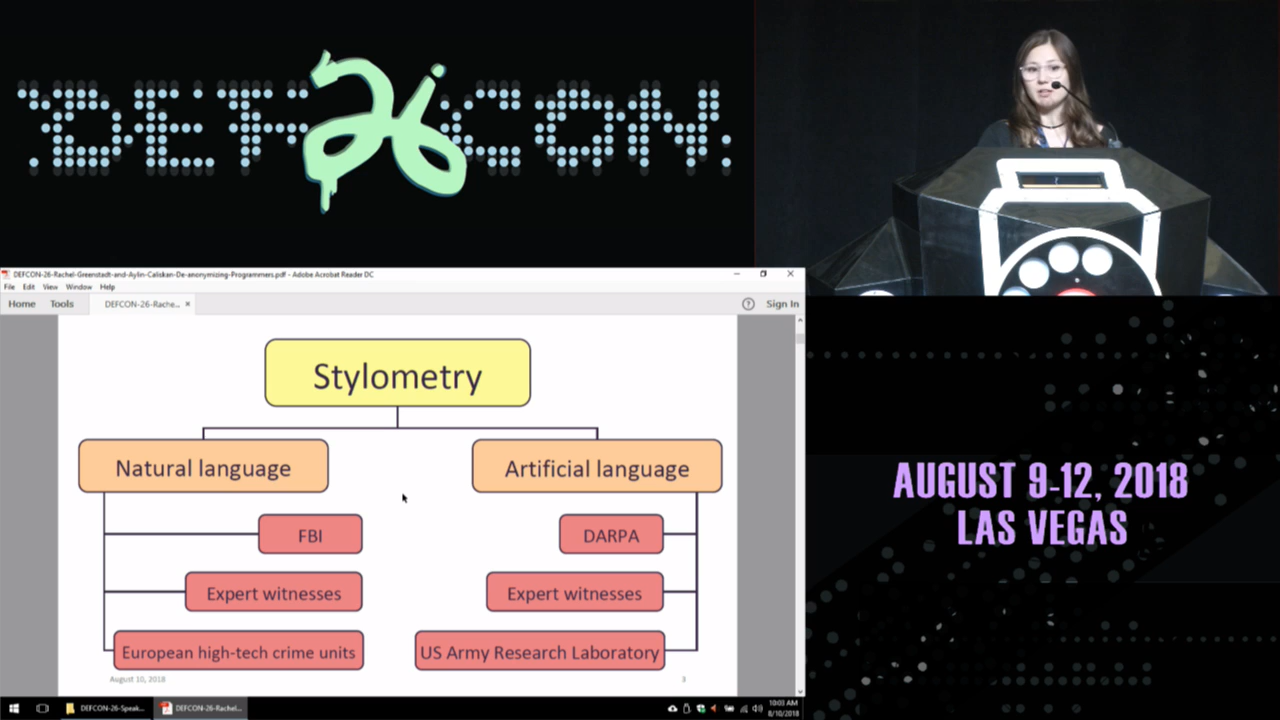 DEF 26 CON
DEFCON-26-Rachel-Greenstadt-and-Aylin-Caliskan-De-anonymizing-Programmers.pdf - Adobe Acrobat Reader DC
File Edit View Window Help
Home Tools DEFCON-26-Rache... × ? Sign In
Stylometry
Natural language
Artificial language
FBI
DARPA
Expert witnesses
Expert witnesses
European high-tech crime units
US Army Research Laboratory
August 10, 2018
3
DEFCON-26-Speak...
DEFCON-26-Rachel...
10:03 AM
8/10/2018
AUGUST 9-12, 2018
LAS VEGAS